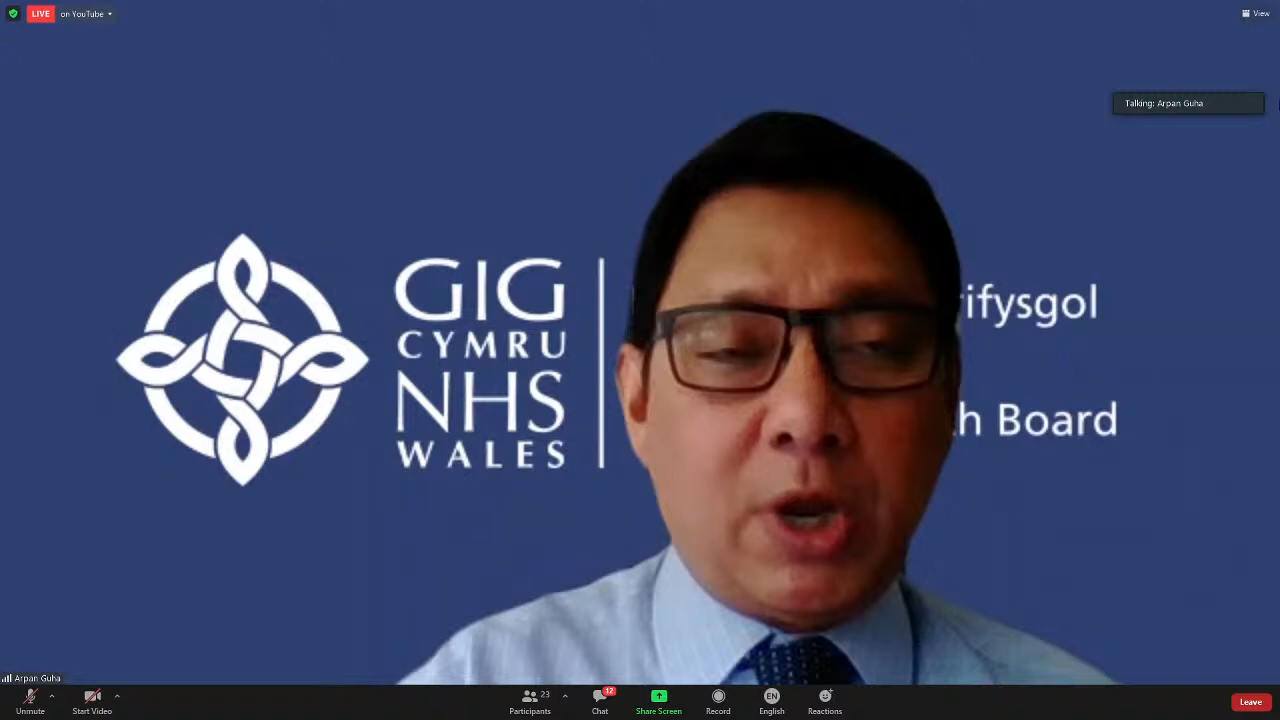 LIVE on YouTube
View
Talking: Arpan Guha
GIG
CYMRU
NHS
WALES
rifysgol
h Board
Arpan Guha
Unmute
Start Video
23
Participants
12
Chat
Share Screen
Record
EN
English
Reactions
Leave